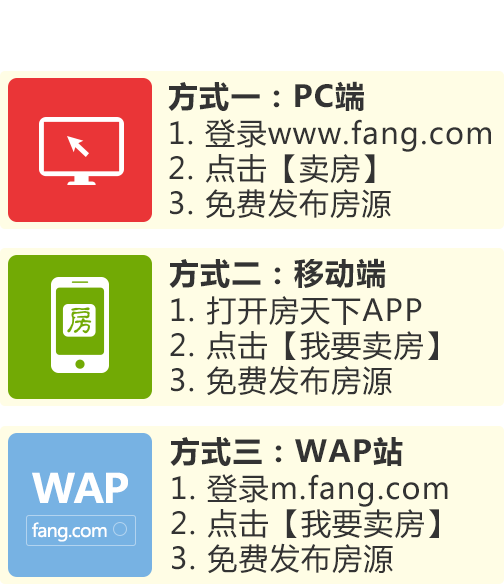 方式一：PC端
1. 登录www.fang.com
2. 点击【卖房】
3. 免费发布房源
房
方式二：移动端
1. 打开房天下APP
2. 点击【我要卖房】
3. 免费发布房源
WAP
fang.com
方式三：WAP站
1. 登录m.fang.com
2. 点击【我要卖房】
3. 免费发布房源